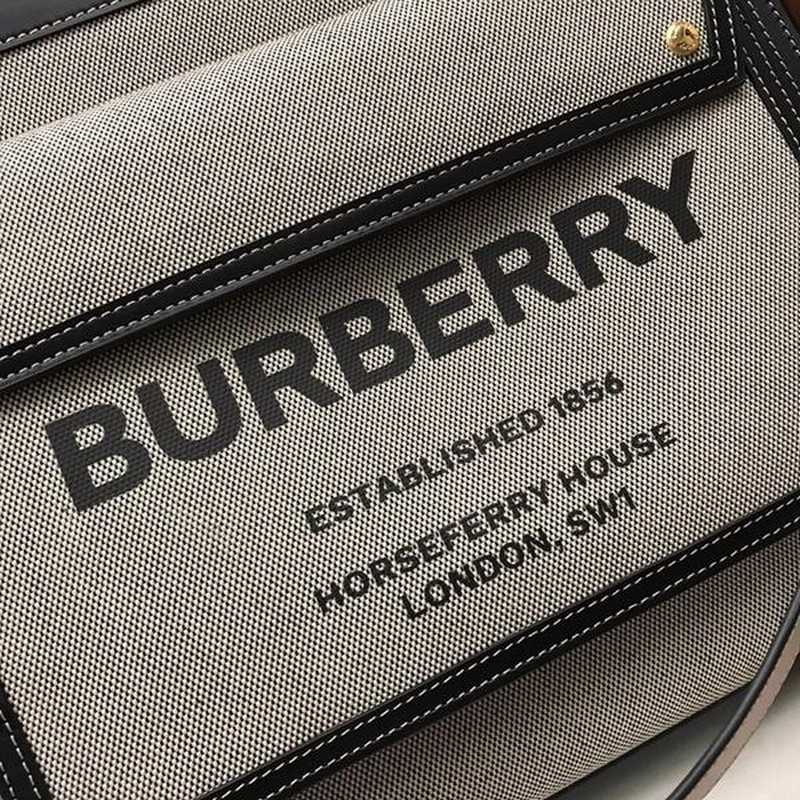 BURBERRY
ESTABLISHED 1856
HORSEFERRY HOUSE
LONDON, SW1